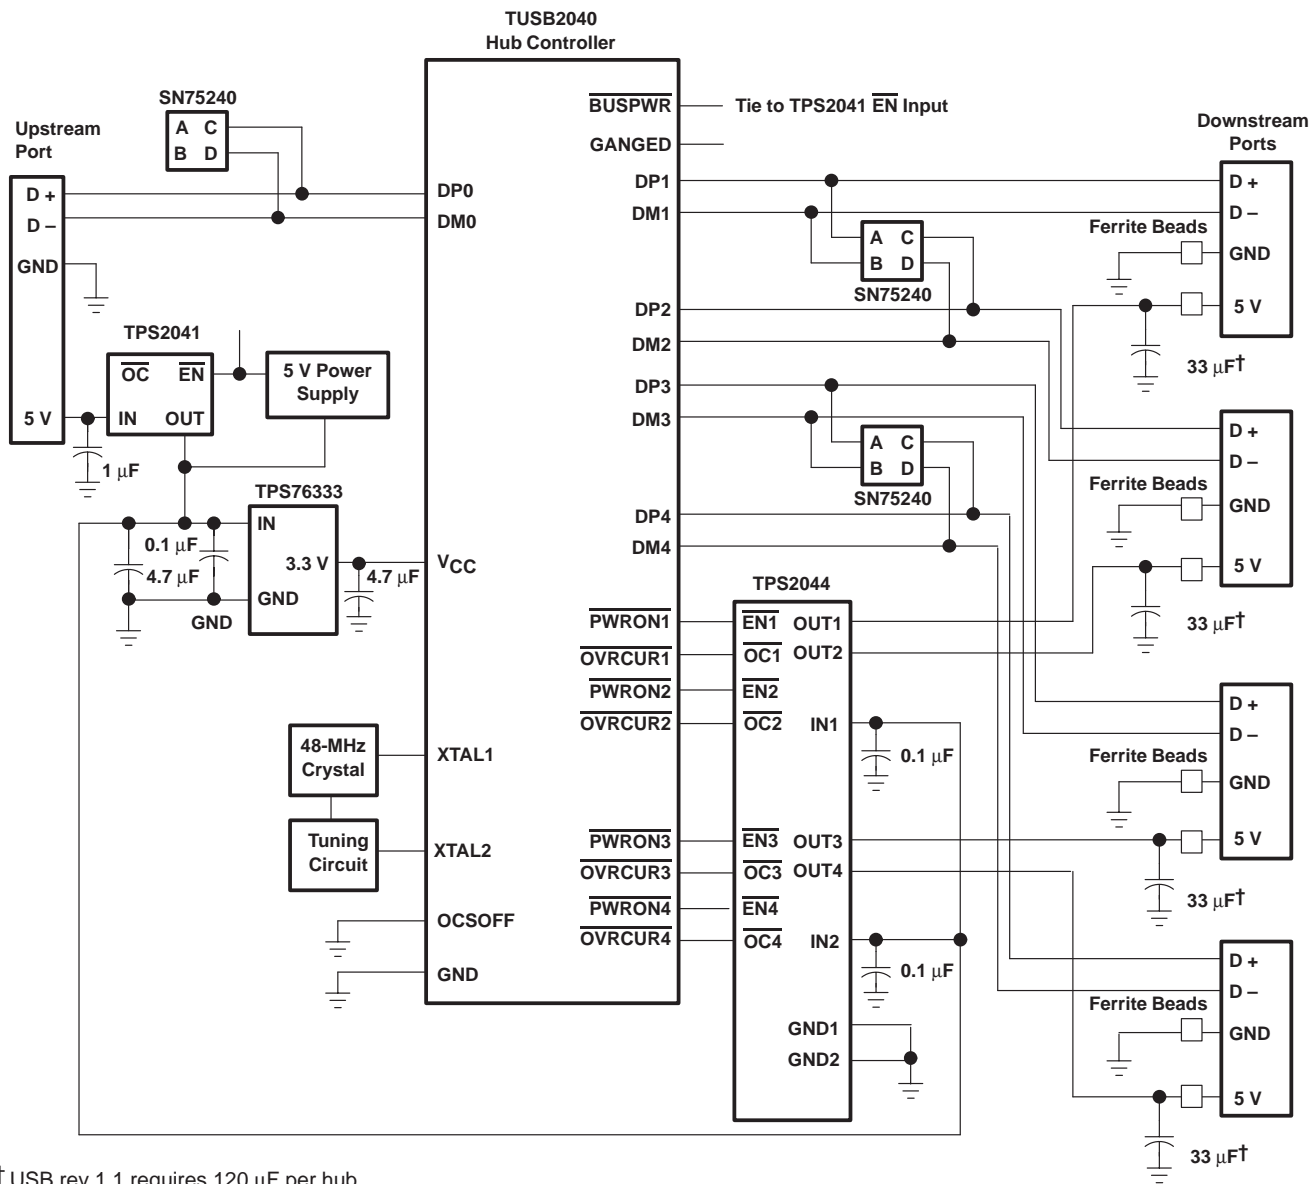 TUSB2040
Hub Controller
SN75240
A C
B D
Upstream
Port
D +
D –
GND
5 V
DP0
DM0
TPS2041
OC EN
IN OUT
5 V Power
Supply
1 µF
TPS76333
IN
3.3 V
GND
0.1 µF
4.7 µF
GND
4.7 µF
VCC
48-MHz
Crystal
XTAL1
Tuning
Circuit
XTAL2
OCSOFF
GND
BUSPWR
Tie to TPS2041 EN Input
GANGED
DP1
DM1
A C
B D
SN75240
DP2
DM2
DP3
DM3
A C
B D
SN75240
DP4
DM4
TPS2044
PWRON1 EN1 OUT1
OVRCUR1 OC1 OUT2
PWRON2 EN2
OVRCUR2 OC2 IN1
0.1 µF
PWRON3 EN3 OUT3
OVRCUR3 OC3 OUT4
PWRON4 EN4
OVRCUR4 OC4 IN2
0.1 µF
GND1
GND2
Downstream
Ports
D +
D –
Ferrite Beads
GND
5 V
33 µF†
D +
D –
Ferrite Beads
GND
5 V
33 µF†
D +
D –
Ferrite Beads
GND
5 V
33 µF†
D +
D –
Ferrite Beads
GND
5 V
33 µF†
† USB rev 1.1 requires 120 µF per hub.